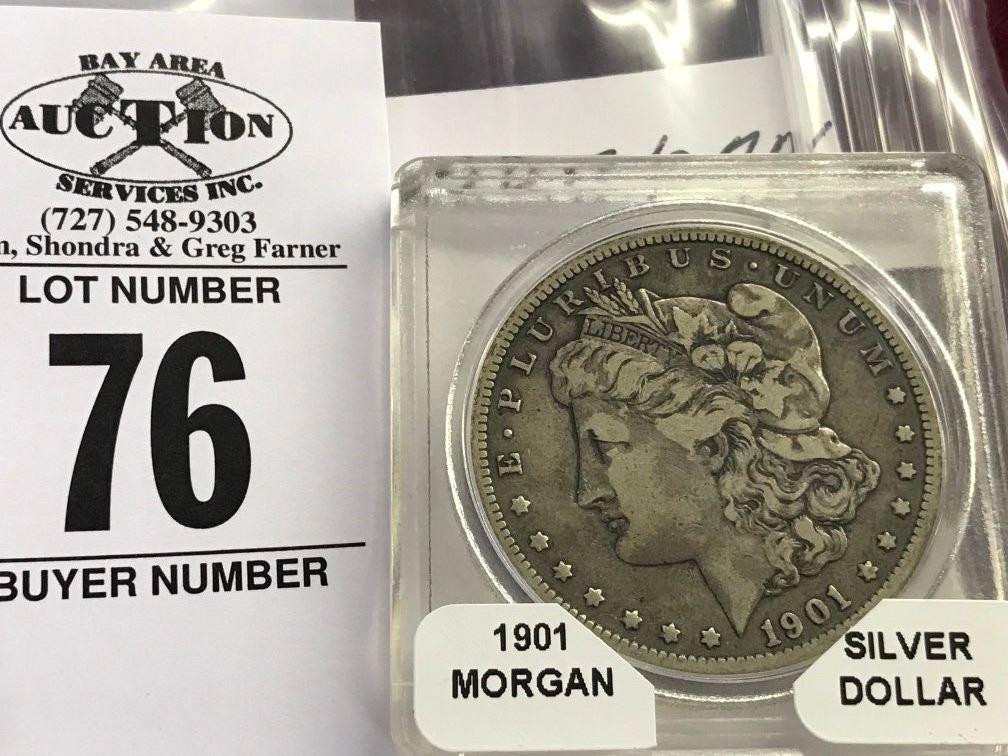 BAY AREA
AUCTION
SERVICES INC.
(727) 548-9303
, Shondra & Greg Farner
LOT NUMBER
76
BUYER NUMBER
E·PLURIBUS·UNUM
LIBERTY
1901
1901
MORGAN
SILVER
DOLLAR